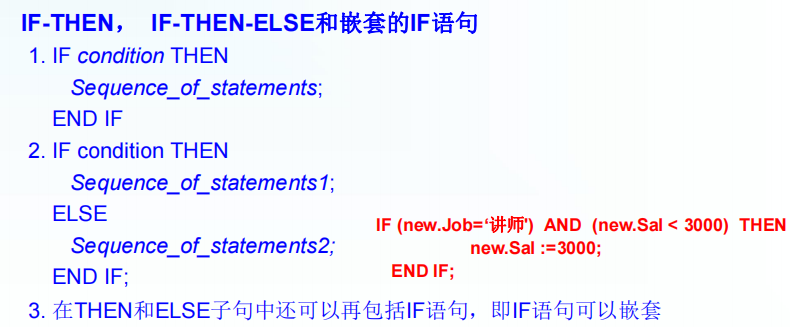 IF-THEN， IF-THEN-ELSE和嵌套的IF语句
1. IF condition THEN
Sequence_of_statements;
END IF
2. IF condition THEN
Sequence_of_statements1;
ELSE
Sequence_of_statements2;
END IF;
IF (new.Job=‘讲师') AND (new.Sal < 3000) THEN
new.Sal :=3000;
END IF;
3. 在THEN和ELSE子句中还可以再包括IF语句，即IF语句可以嵌套